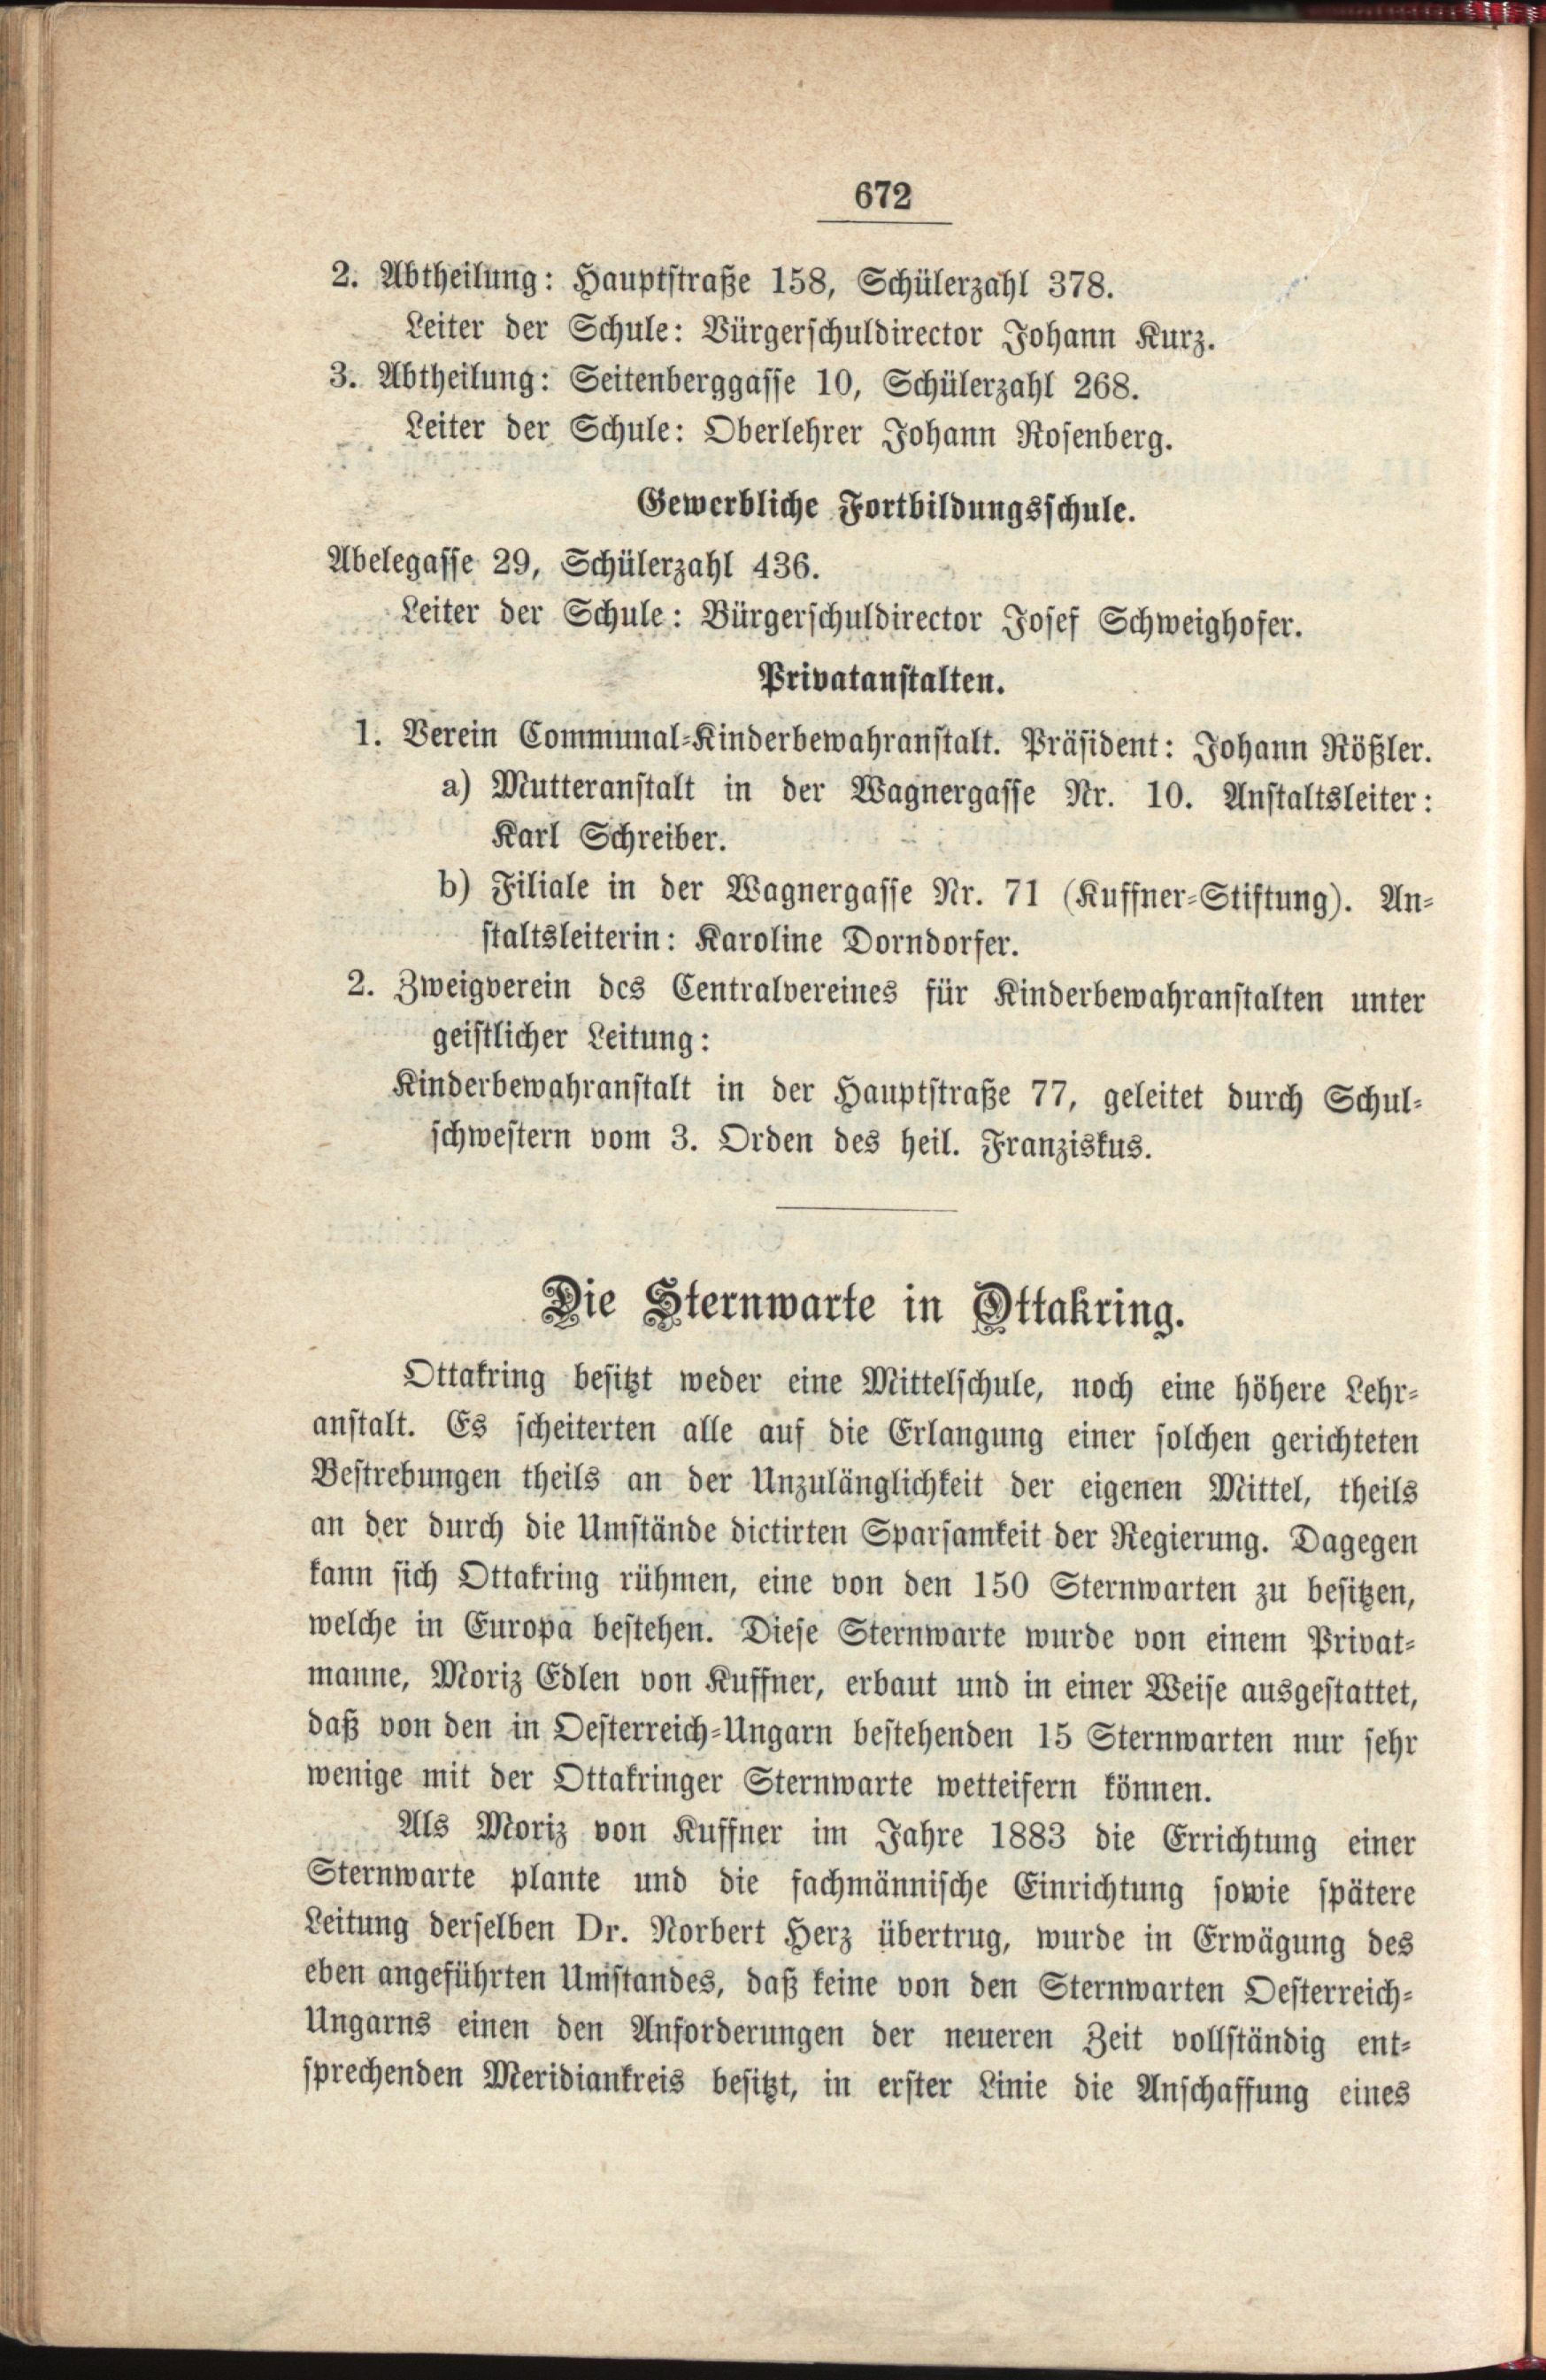 672
2. Abtheilung: Hauptstraße 158, Schülerzahl 378.
Leiter der Schule: Bürgerschuldirector Johann Kurz.
3. Abtheilung: Seitenberggasse 10, Schülerzahl 268.
Leiter der Schule: Oberlehrer Johann Rosenberg.
Gewerbliche Fortbildungsschule.
Abelegasse 29, Schülerzahl 436.
Leiter der Schule: Bürgerschuldirector Josef Schweighofer.
Privatanstalten.
1. Verein Communal-Kinderbewahranstalt. Präsident: Johann Rößler.
a) Mutteranstalt in der Wagnergasse Nr. 10. Anstaltsleiter:
Karl Schreiber.
b) Filiale in der Wagnergasse Nr. 71 (Kuffner-Stiftung). An-
staltsleiterin: Karoline Dorndorfer.
2. Zweigverein des Centralvereines für Kinderbewahranstalten unter
geistlicher Leitung:
Kinderbewahranstalt in der Hauptstraße 77, geleitet durch Schul-
schwestern vom 3. Orden des heil. Franziskus.
Die Sternwarte in Ottakring.
Ottakring besitzt weder eine Mittelschule, noch eine höhere Lehr-
anstalt. Es scheiterten alle auf die Erlangung einer solchen gerichteten
Bestrebungen theils an der Unzulänglichkeit der eigenen Mittel, theils
an der durch die Umstände dictirten Sparsamkeit der Regierung. Dagegen
kann sich Ottakring rühmen, eine von den 150 Sternwarten zu besitzen,
welche in Europa bestehen. Diese Sternwarte wurde von einem Privat-
manne, Moriz Edlen von Kuffner, erbaut und in einer Weise ausgestattet,
daß von den in Oesterreich-Ungarn bestehenden 15 Sternwarten nur sehr
wenige mit der Ottakringer Sternwarte wetteifern können.
Als Moriz von Kuffner im Jahre 1883 die Errichtung einer
Sternwarte plante und die fachmännische Einrichtung sowie spätere
Leitung derselben Dr. Norbert Herz übertrug, wurde in Erwägung des
eben angeführten Umstandes, daß keine von den Sternwarten Oesterreich-
Ungarns einen den Anforderungen der neueren Zeit vollständig ent-
sprechenden Meridiankreis besitzt, in erster Linie die Anschaffung eines